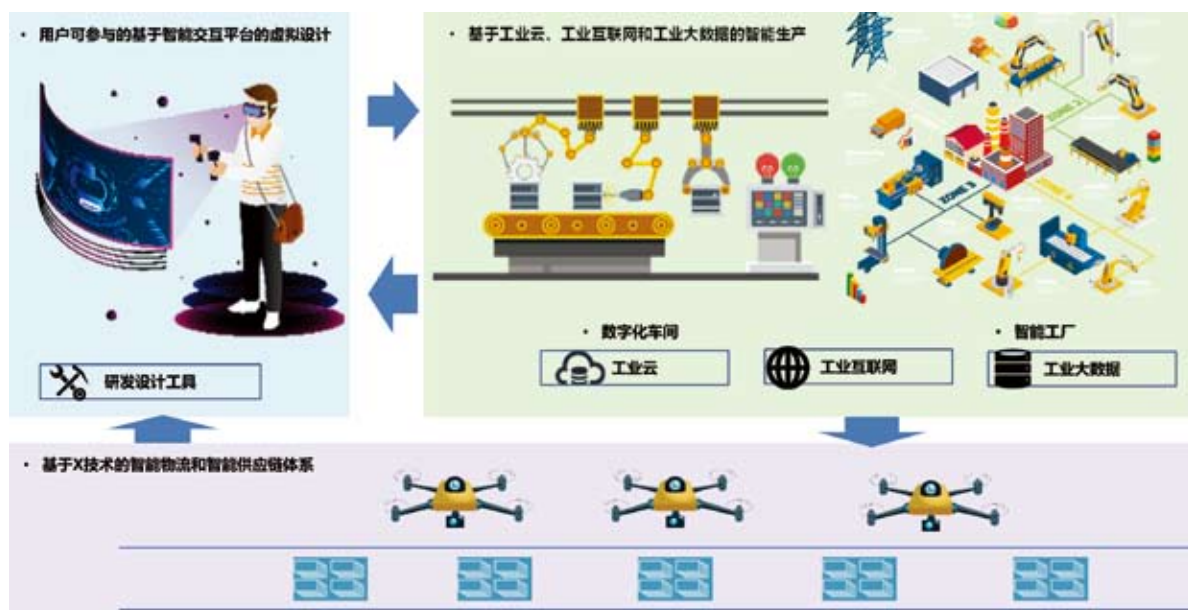 • 用户可参与的基于智能交互平台的虚拟设计
• 基于工业云、工业互联网和工业大数据的智能生产
ZONE 2
ZONE 3
• 数字化车间
• 智能工厂
研发设计工具
工业云
工业互联网
工业大数据
• 基于X技术的智能物流和智能供应链体系